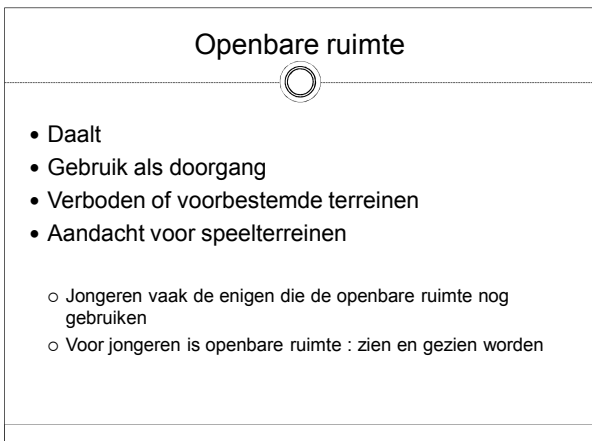 Openbare ruimte
• Daalt
• Gebruik als doorgang
• Verboden of voorbestemde terreinen
• Aandacht voor speelterreinen
○ Jongeren vaak de enigen die de openbare ruimte nog
gebruiken
○ Voor jongeren is openbare ruimte : zien en gezien worden